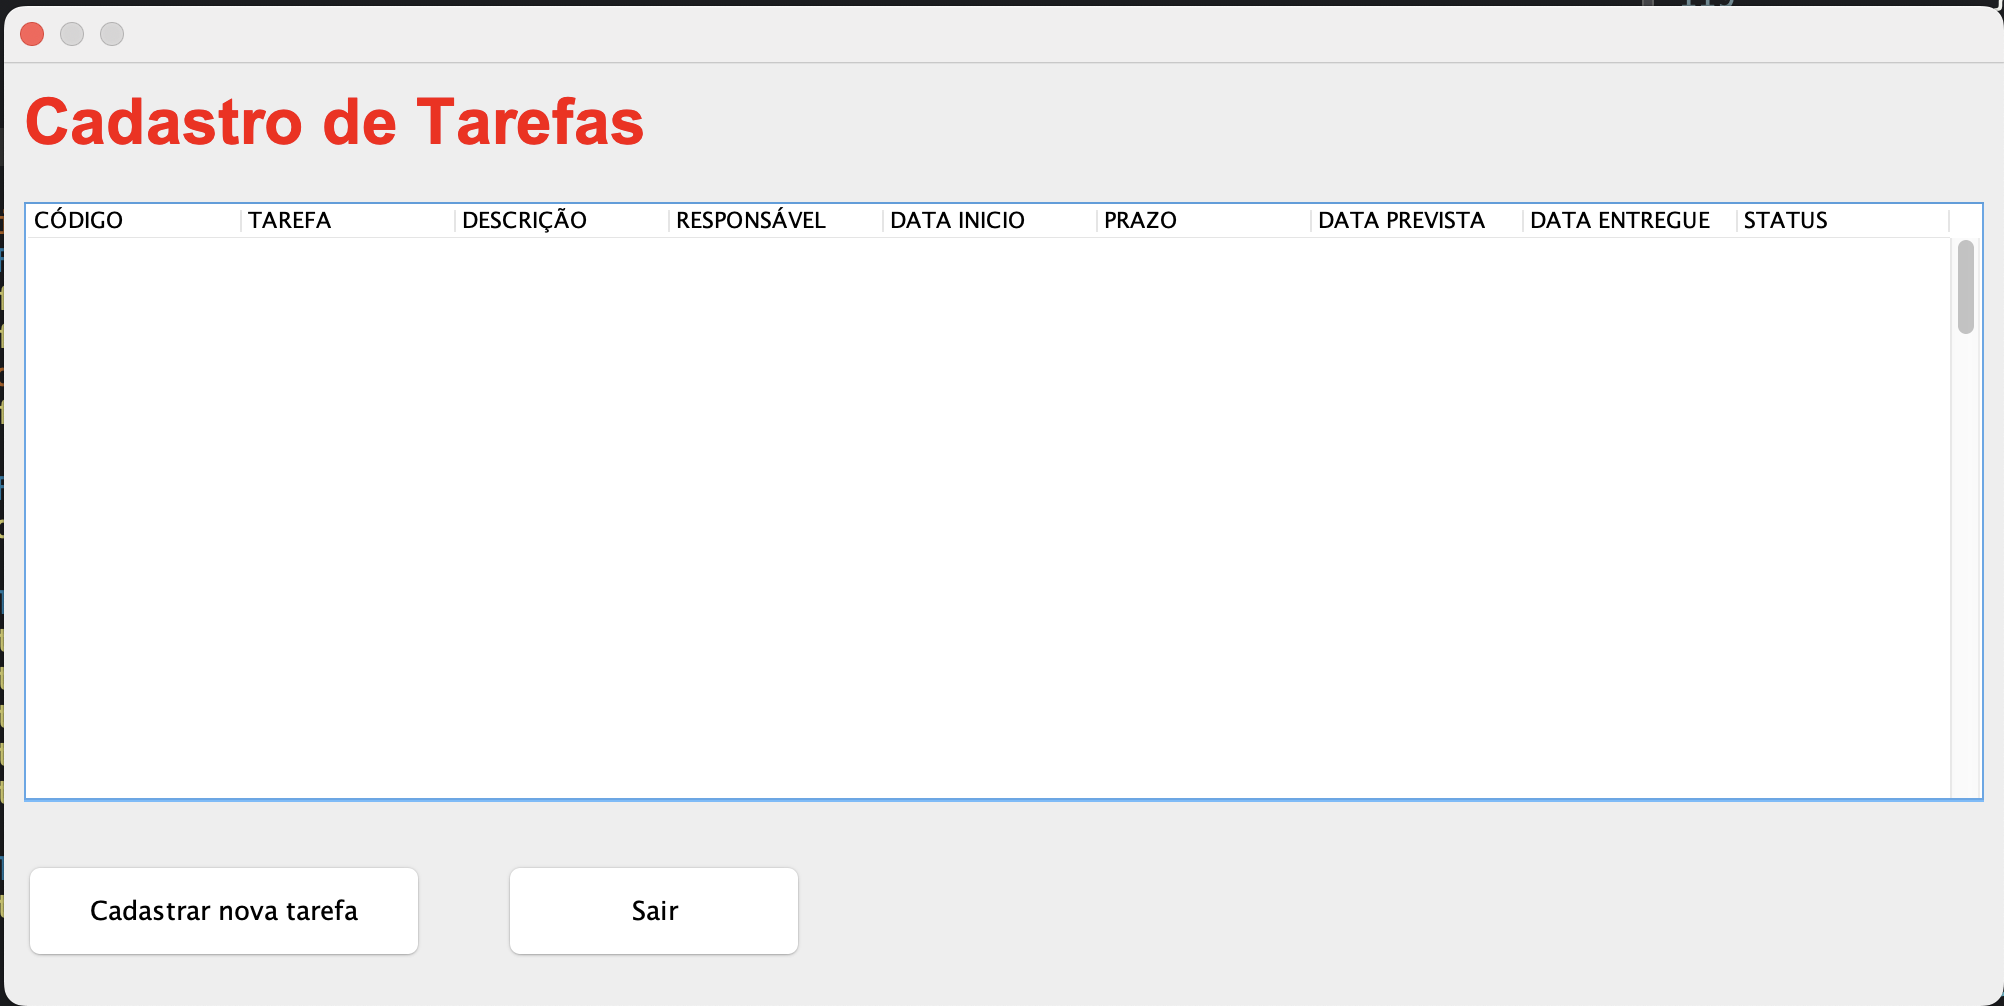 Cadastro de Tarefas
CÓDIGO TAREFA DESCRIÇÃO RESPONSÁVEL DATA INICIO PRAZO DATA PREVISTA DATA ENTREGUE STATUS
Cadastrar nova tarefa Sair